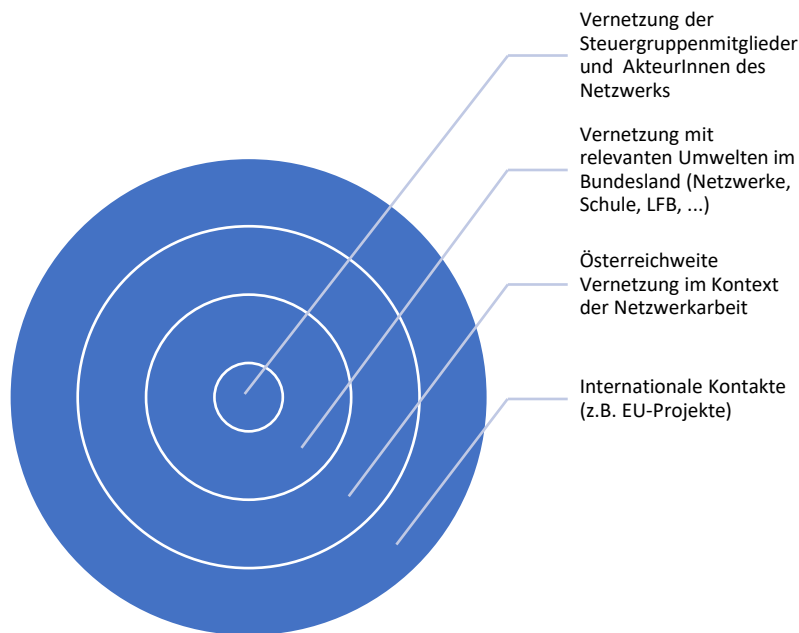 Vernetzung der
Steuergruppenmitglieder
und AkteurInnen des
Netzwerks
Vernetzung mit
relevanten Umwelten im
Bundesland (Netzwerke,
Schule, LFB, ...)
Österreichweite
Vernetzung im Kontext
der Netzwerkarbeit
Internationale Kontakte
(z.B. EU-Projekte)